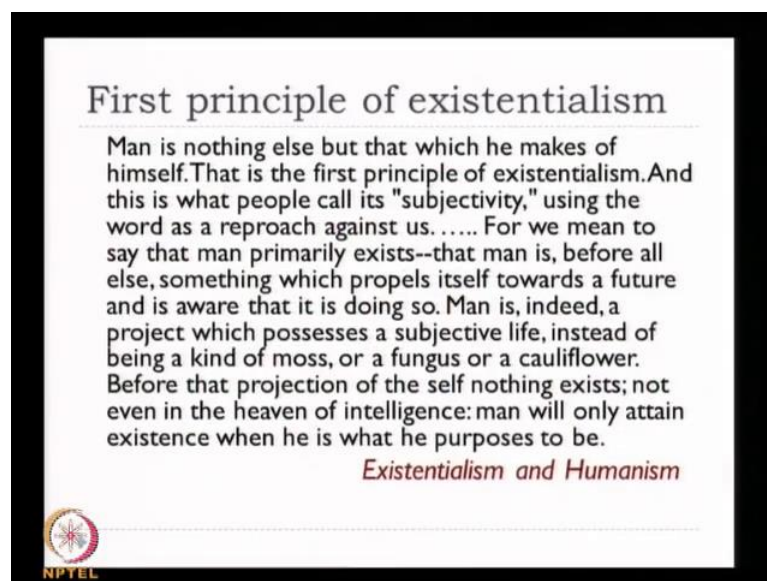 First principle of existentialism
Man is nothing else but that which he makes of
himself.That is the first principle of existentialism.And
this is what people call its "subjectivity," using the
word as a reproach against us. .…. For we mean to
say that man primarily exists--that man is, before all
else, something which propels itself towards a future
and is aware that it is doing so. Man is, indeed, a
project which possesses a subjective life, instead of
being a kind of moss, or a fungus or a cauliflower.
Before that projection of the self nothing exists; not
even in the heaven of intelligence: man will only attain
existence when he is what he purposes to be.
Existentialism and Humanism
NPTEL